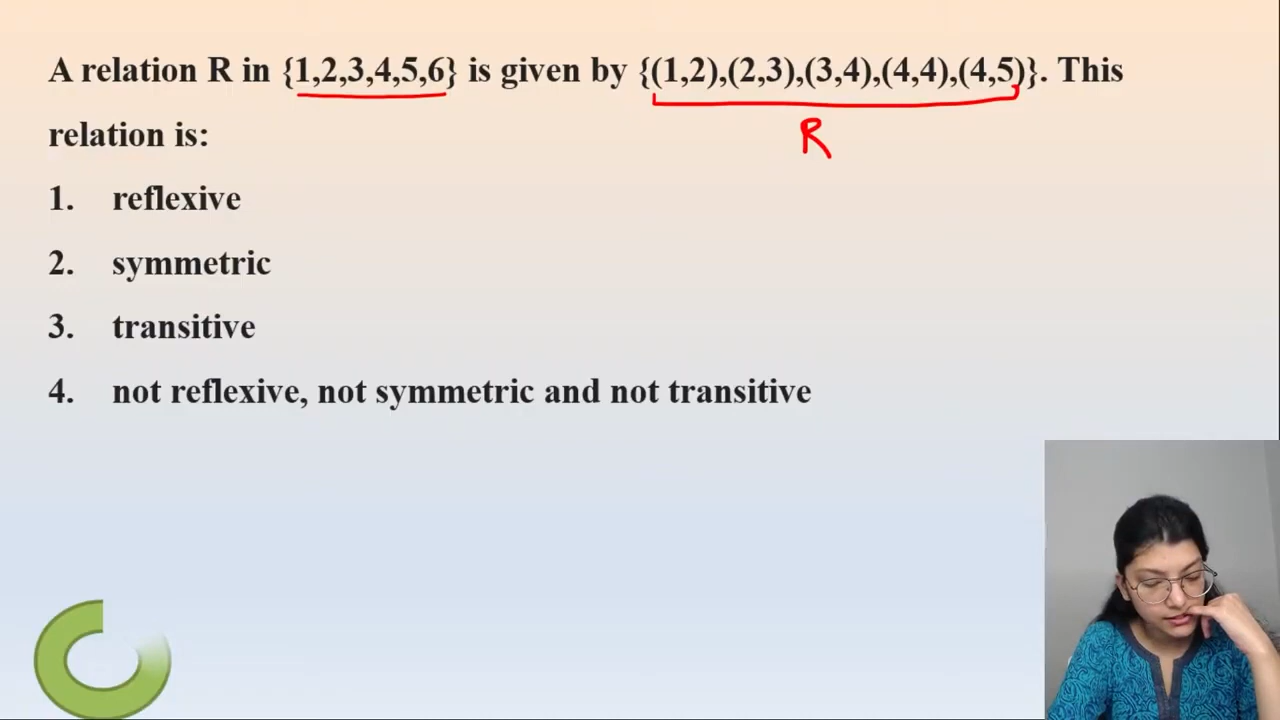 A relation R in {1,2,3,4,5,6} is given by {(1,2),(2,3),(3,4),(4,4),(4,5)}. This
relation is:
R
1. reflexive
2. symmetric
3. transitive
4. not reflexive, not symmetric and not transitive